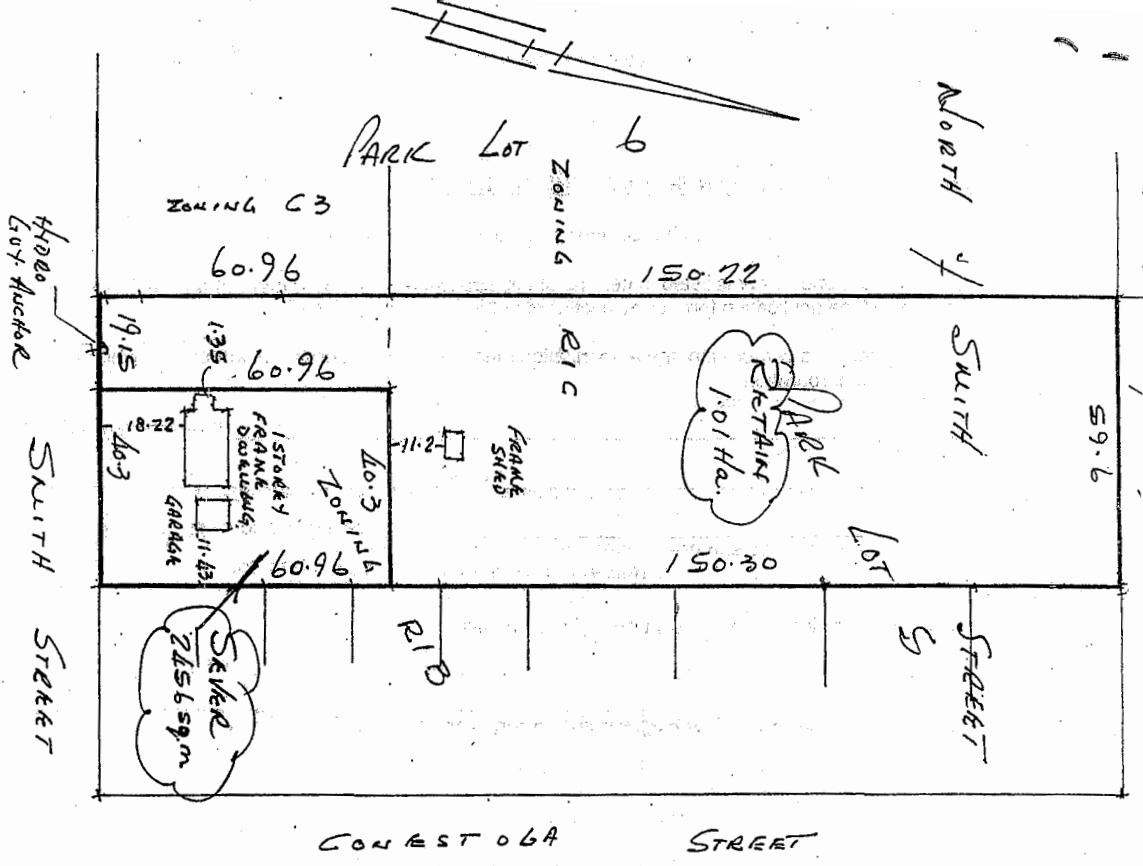 PARK LOT 6
ZONING C3
60.96
ZONING
R1C
150.22
NORTH ½
SMITH
STREET
HYDRO
GUY. ANCHOR
SMITH STREET
19.15
1.35
60.96
40.3
18.22
1 STOREY
FRAME
DWELLING
GARAGE
11.43
40.3
ZONING
60.96
11.2
FRAME
SHED
PARK
LOT
5
RETAIN
1.01 Ha.
59.6
150.30
R1B
SEVER
2456 sq.m
CONESTOGA STREET